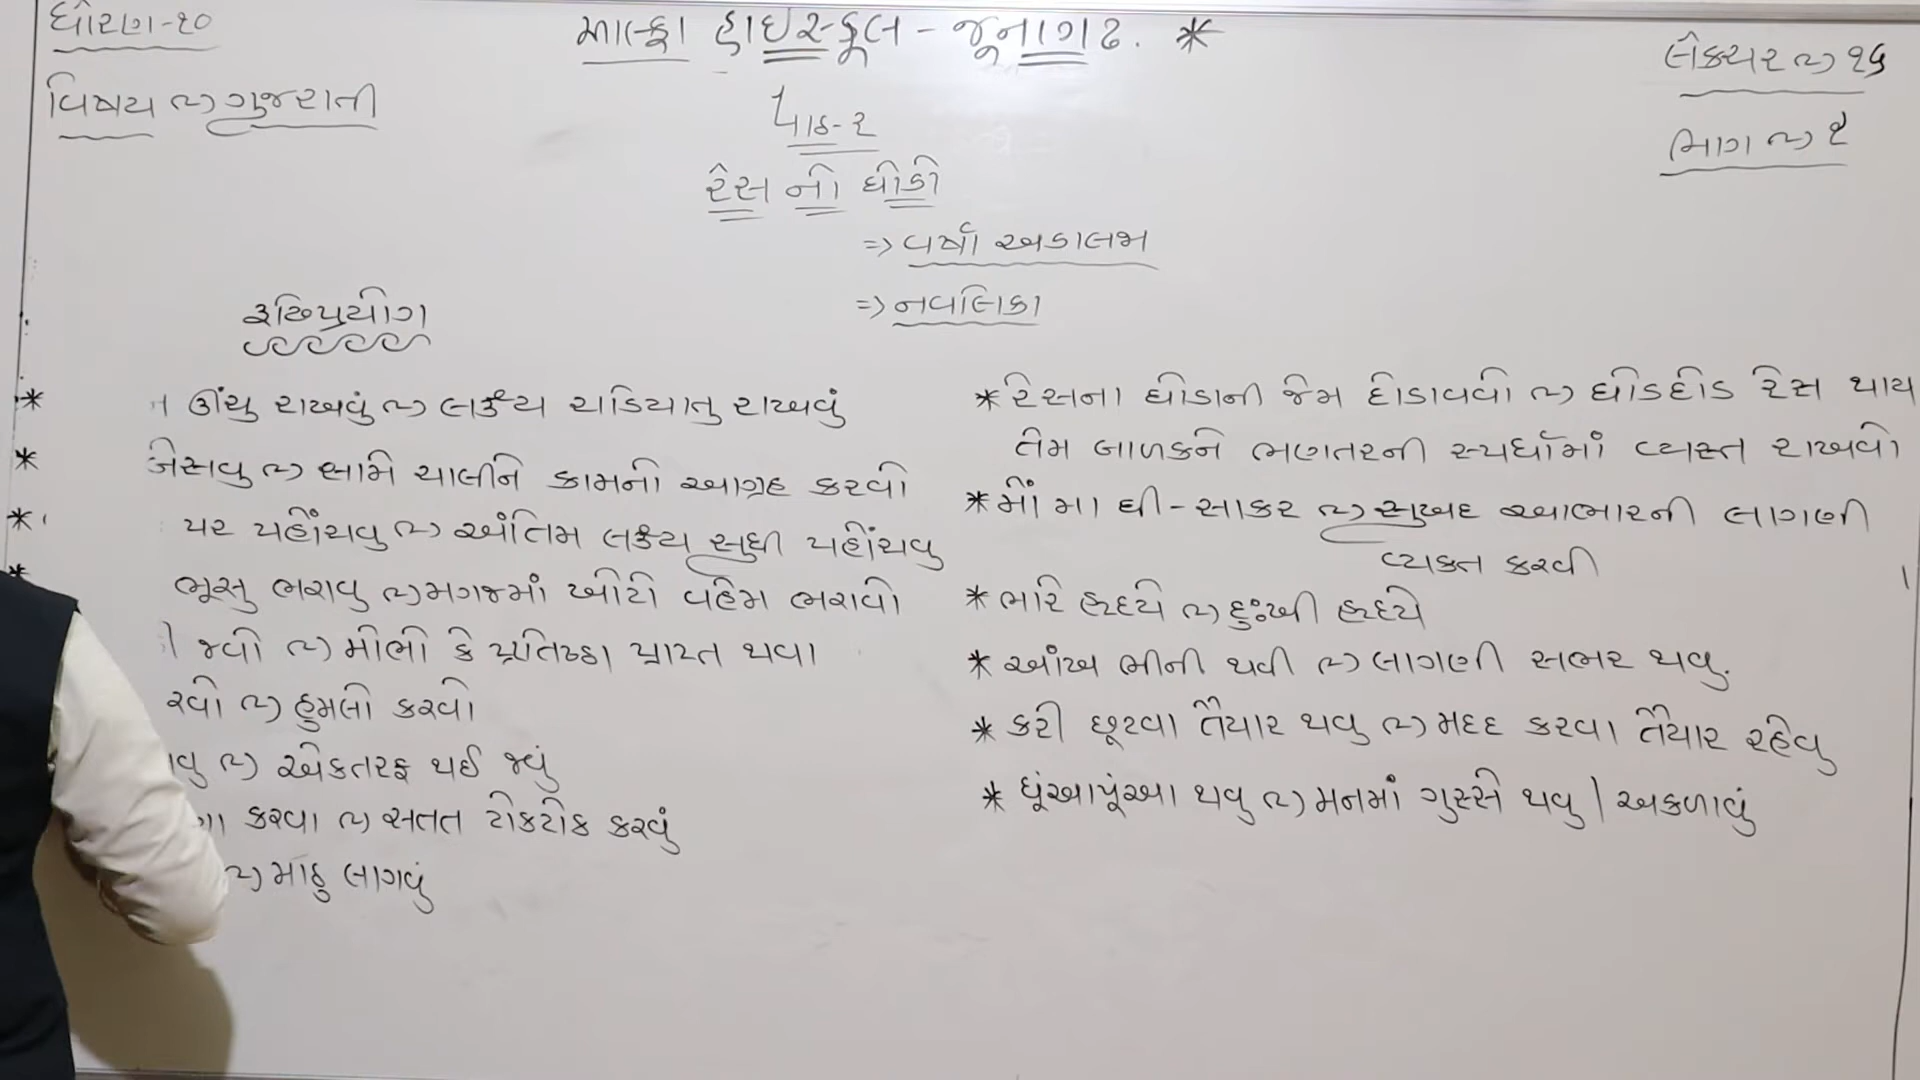 ધોરણ-૧૦
આલ્ફા હાઇસ્કૂલ - જૂનાગઢ. *
લેક્ચર ~> ૧૬
વિષય ~> ગુજરાતી
ભાગ ~> ૧
પાઠ-૨
રેસ નો ઘોડો
=> વર્ષા અડાલજા
=> નવલિકા
રૂઢિપ્રયોગ
* ઊંચુ રાખવું ~> લક્ષ્ય ચડિયાતુ રાખવું
* ~> સામે ચાલીને કામનો આગ્રહ કરવો
* પર પહોંચવુ ~> અંતિમ લક્ષ્ય સુધી પહોંચવુ
* ભૂસુ ભરાવુ ~> મગજમાં ખોટો વહેમ ભરાવો
જવો ~> મોભો કે પ્રતિષ્ઠા પ્રાપ્ત થવા
રવો ~> હુમલો કરવો
વુ ~> એકતરફ થઈ જવું
કરવા ~> સતત ટોકટોક કરવું
~> માઠુ લાગવું
* રેસના ઘોડાની જેમ દોડાવવો ~> ઘોડદોડ રેસ થાય
તેમ બાળકને ભણતરની સ્પર્ધામાં વ્યસ્ત રાખવો
* મોં મા ઘી-સાકર ~> સુખદ આભારની લાગણી
વ્યક્ત કરવી
* ભારે હૃદયે ~> દુઃખી હૃદયે
* આંખ ભીની થવી ~> લાગણી સભર થવુ.
* કરી છૂટવા તૈયાર થવુ ~> મદદ કરવા તૈયાર રહેવુ
* ધૂંઆપૂંઆ થવુ ~> મનમાં ગુસ્સે થવુ | અકળાવું